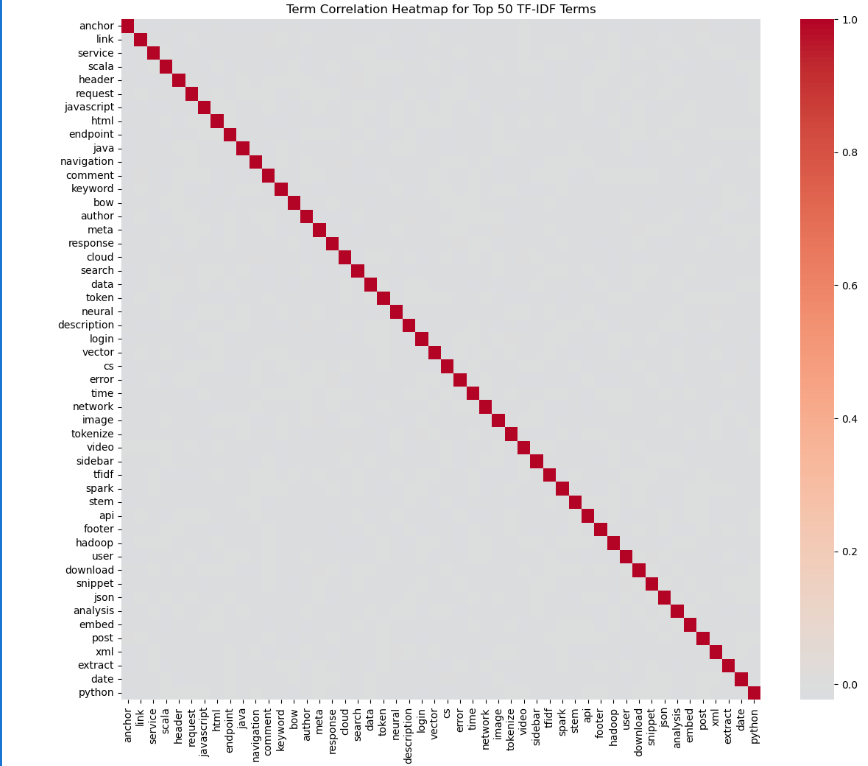 Term Correlation Heatmap for Top 50 TF-IDF Terms
anchor
link
service
scala
header
request
javascript
html
endpoint
java
navigation
comment
keyword
bow
author
meta
response
cloud
search
data
token
neural
description
login
vector
cs
error
time
network
image
tokenize
video
sidebar
tfidf
spark
stem
api
footer
hadoop
user
download
snippet
json
analysis
embed
post
xml
extract
date
python
anchor
link
service
scala
header
request
javascript
html
endpoint
java
navigation
comment
keyword
bow
author
meta
response
cloud
search
data
token
neural
description
login
vector
cs
error
time
network
image
tokenize
video
sidebar
tfidf
spark
stem
api
footer
hadoop
user
download
snippet
json
analysis
embed
post
xml
extract
date
python
1.0
0.8
0.6
0.4
0.2
0.0